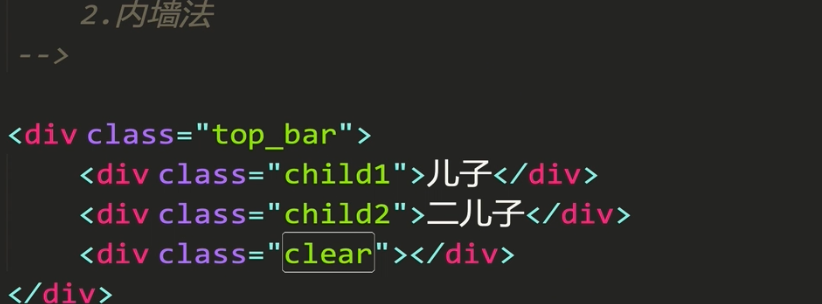 2.内墙法
-->
<div class="top_bar">
<div class="child1">儿子</div>
<div class="child2">二儿子</div>
<div class="clear"></div>
</div>